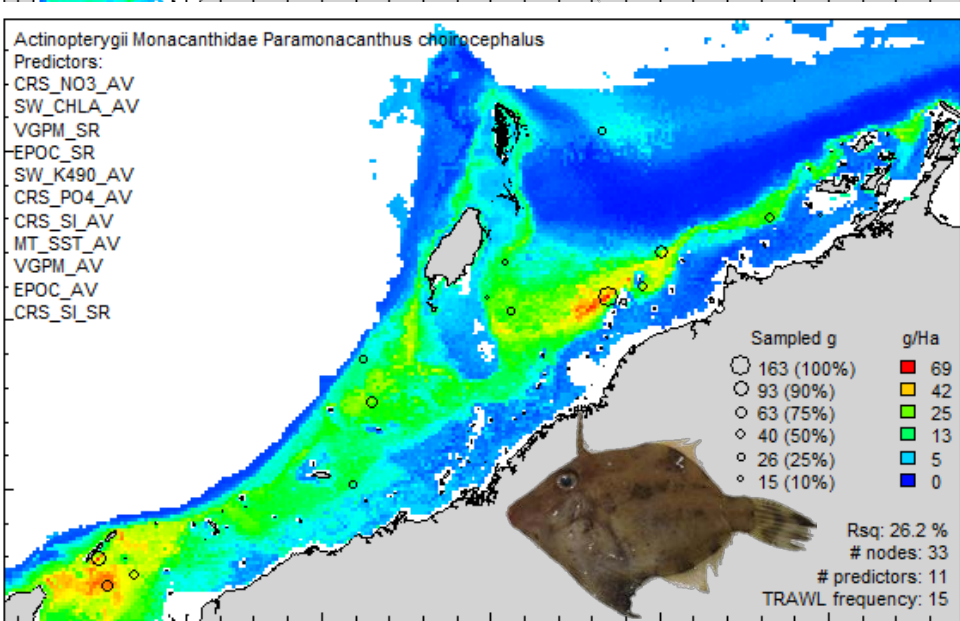 Actinopterygii Monacanthidae Paramonacanthus choirocephalus
Predictors:
CRS_NO3_AV
SW_CHLA_AV
VGPM_SR
EPOC_SR
SW_K490_AV
CRS_PO4_AV
CRS_SI_AV
MT_SST_AV
VGPM_AV
EPOC_AV
CRS_SI_SR
Sampled g g/Ha
163 (100%) 69
93 (90%) 42
63 (75%) 25
40 (50%) 13
26 (25%) 5
15 (10%) 0
Rsq: 26.2 %
# nodes: 33
# predictors: 11
TRAWL frequency: 15